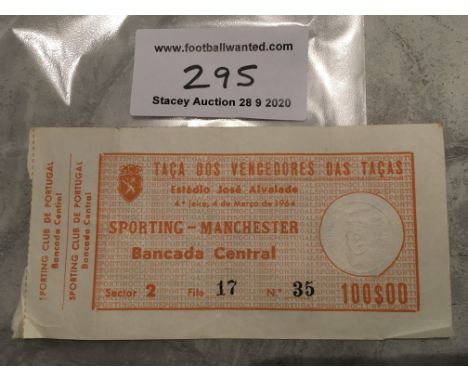 www.footballwanted.com
295
Stacey Auction 28 9 2020
SPORTING CLUBE DE PORTUGAL
Bancada Central
SPORTING CLUBE DE PORTUGAL
Bancada Central
TAÇA DOS VENCEDORES DAS TAÇAS
Estádio José Alvalade
4.ª feira, 4 de Março de 1964
SPORTING - MANCHESTER
Bancada Central
Sector 2 Fila 17 N.º 35 100$00